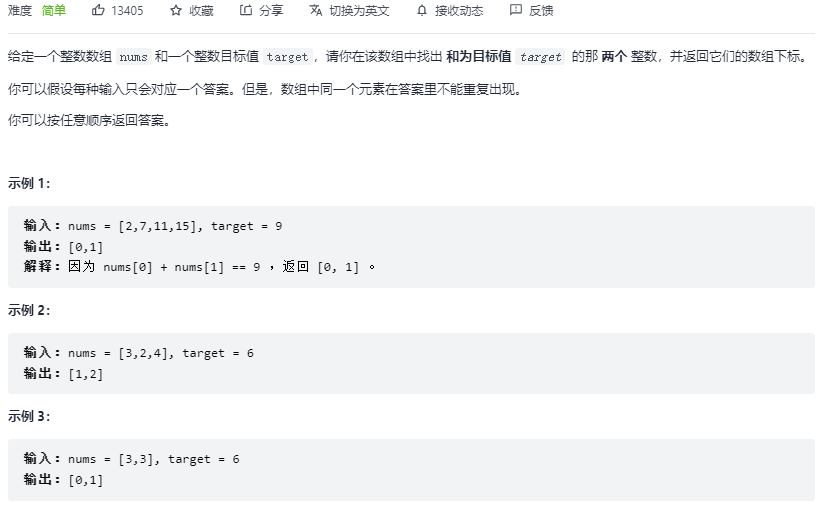 难度 简单 13405 收藏 分享 切换为英文 接收动态 反馈
给定一个整数数组 nums 和一个整数目标值 target，请你在该数组中找出 和为目标值 target 的那 两个 整数，并返回它们的数组下标。
你可以假设每种输入只会对应一个答案。但是，数组中同一个元素在答案里不能重复出现。
你可以按任意顺序返回答案。
示例 1：
输入：nums = [2,7,11,15], target = 9
输出：[0,1]
解释：因为 nums[0] + nums[1] == 9 ，返回 [0, 1] 。
示例 2：
输入：nums = [3,2,4], target = 6
输出：[1,2]
示例 3：
输入：nums = [3,3], target = 6
输出：[0,1]